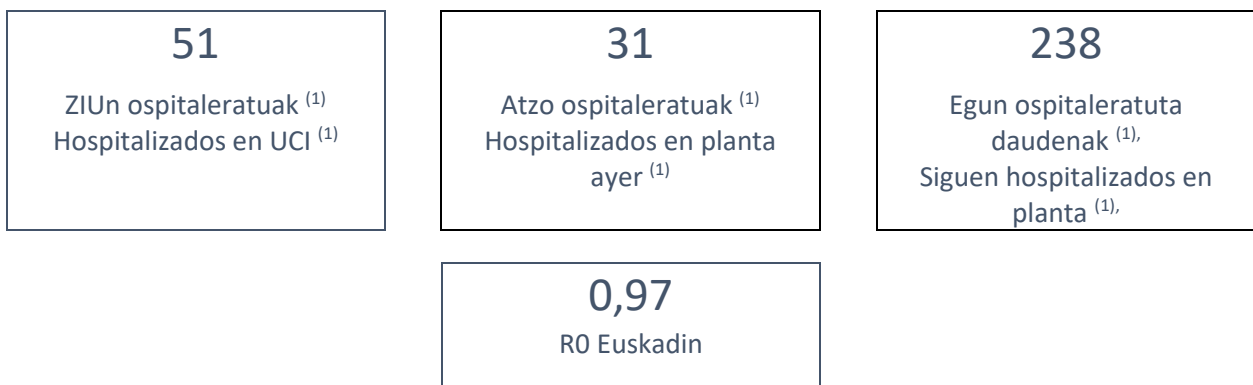 51
ZIUn ospitaleratuak (1)
Hospitalizados en UCI (1)
31
Atzo ospitaleratuak (1)
Hospitalizados en planta
ayer (1)
238
Egun ospitaleratuta
daudenak (1),
Siguen hospitalizados en
planta (1),
0,97
R0 Euskadin